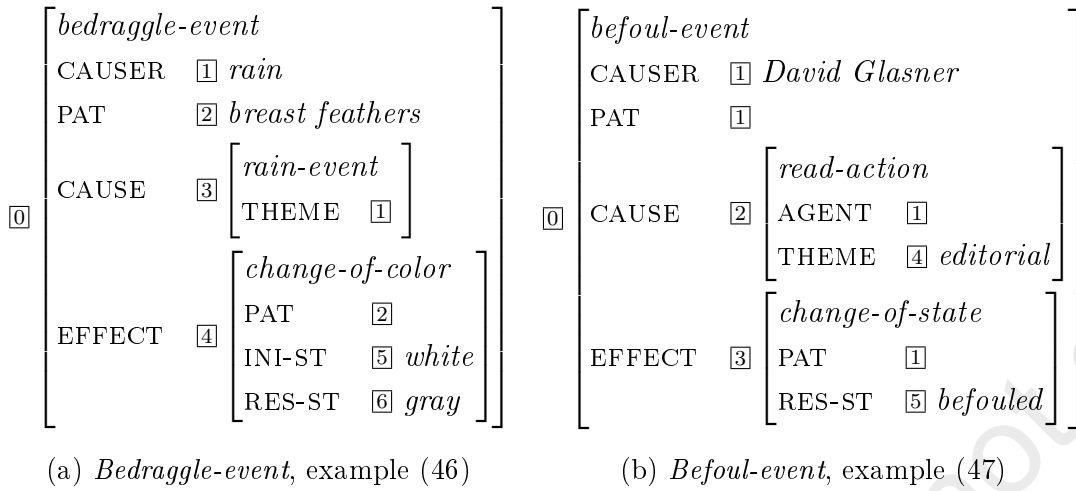 bedraggle-event
CAUSER 1 rain
PAT 2 breast feathers
CAUSE 3 rain-event
THEME 1
0
EFFECT 4 change-of-color
PAT 2
INI-ST 5 white
RES-ST 6 gray
(a) Bedraggle-event, example (46)
befoul-event
CAUSER 1 David Glasner
PAT 1
0 CAUSE 2 read-action
AGENT 1
THEME 4 editorial
EFFECT 3 change-of-state
PAT 1
RES-ST 5 befouled
(b) Befoul-event, example (47)